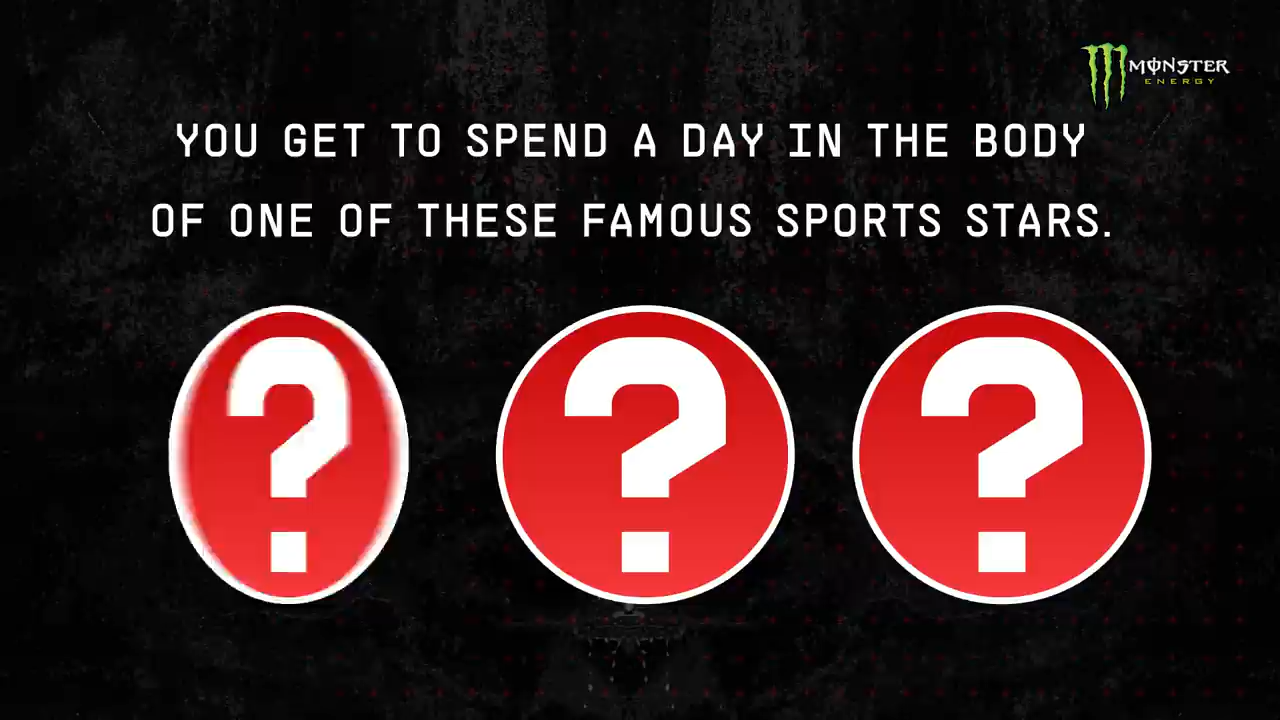 MONSTER
ENERGY
YOU GET TO SPEND A DAY IN THE BODY
OF ONE OF THESE FAMOUS SPORTS STARS.
? ? ?